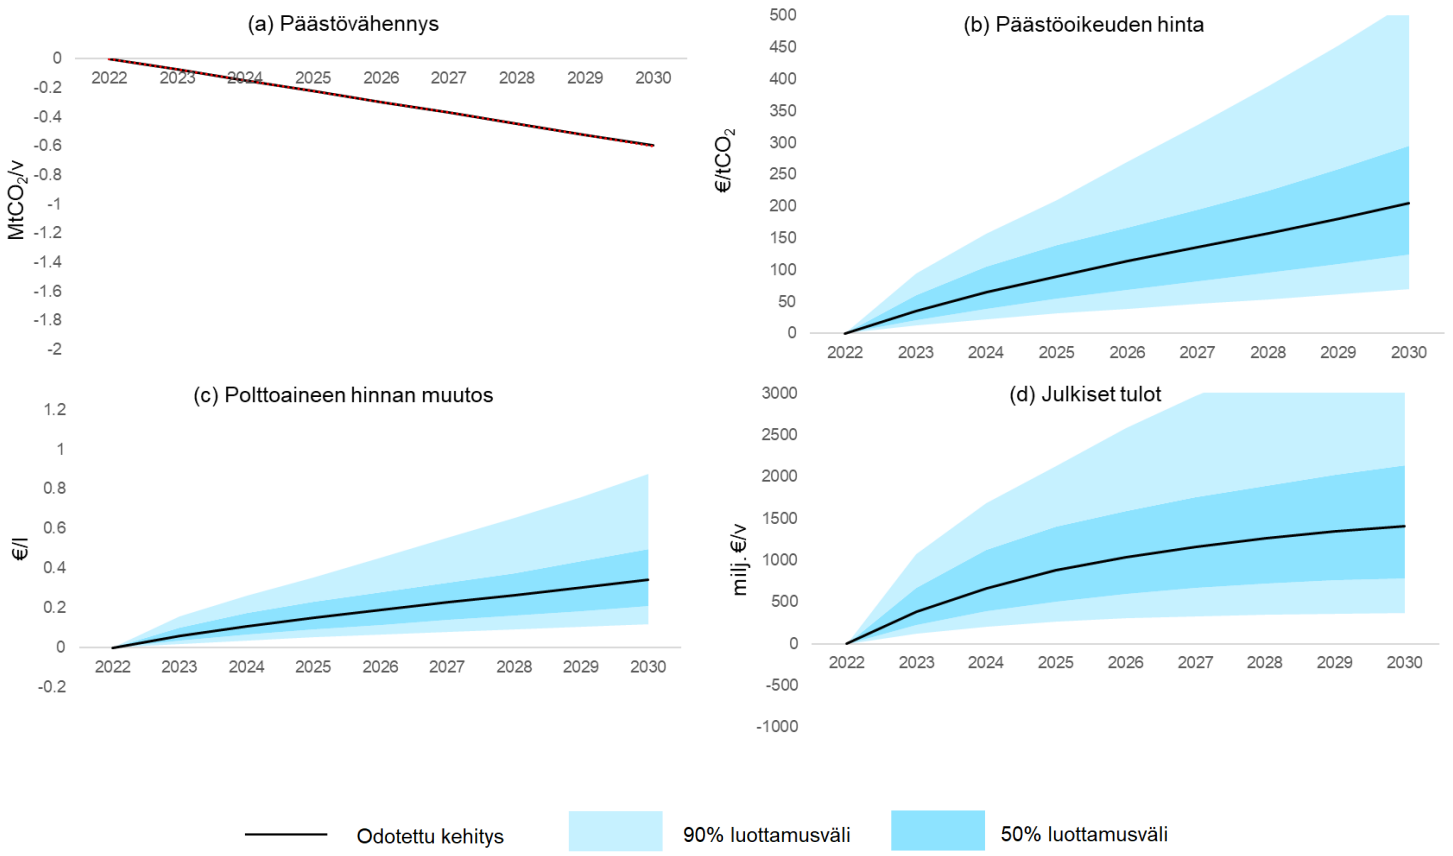 (a) Päästövähennys
0
2022 2023 2024 2025 2026 2027 2028 2029 2030
-0.2
-0.4
-0.6
-0.8
-1
-1.2
-1.4
-1.6
-1.8
-2
MtCO₂/v
(b) Päästöoikeuden hinta
500
450
400
350
300
250
200
150
100
50
0
€/tCO₂
2022 2023 2024 2025 2026 2027 2028 2029 2030
(c) Polttoaineen hinnan muutos
1.2
1
0.8
0.6
0.4
0.2
0
-0.2
€/l
2022 2023 2024 2025 2026 2027 2028 2029 2030
(d) Julkiset tulot
3000
2500
2000
1500
1000
500
0
-500
-1000
milj. €/v
2022 2023 2024 2025 2026 2027 2028 2029 2030
Odotettu kehitys
90% luottamusväli
50% luottamusväli